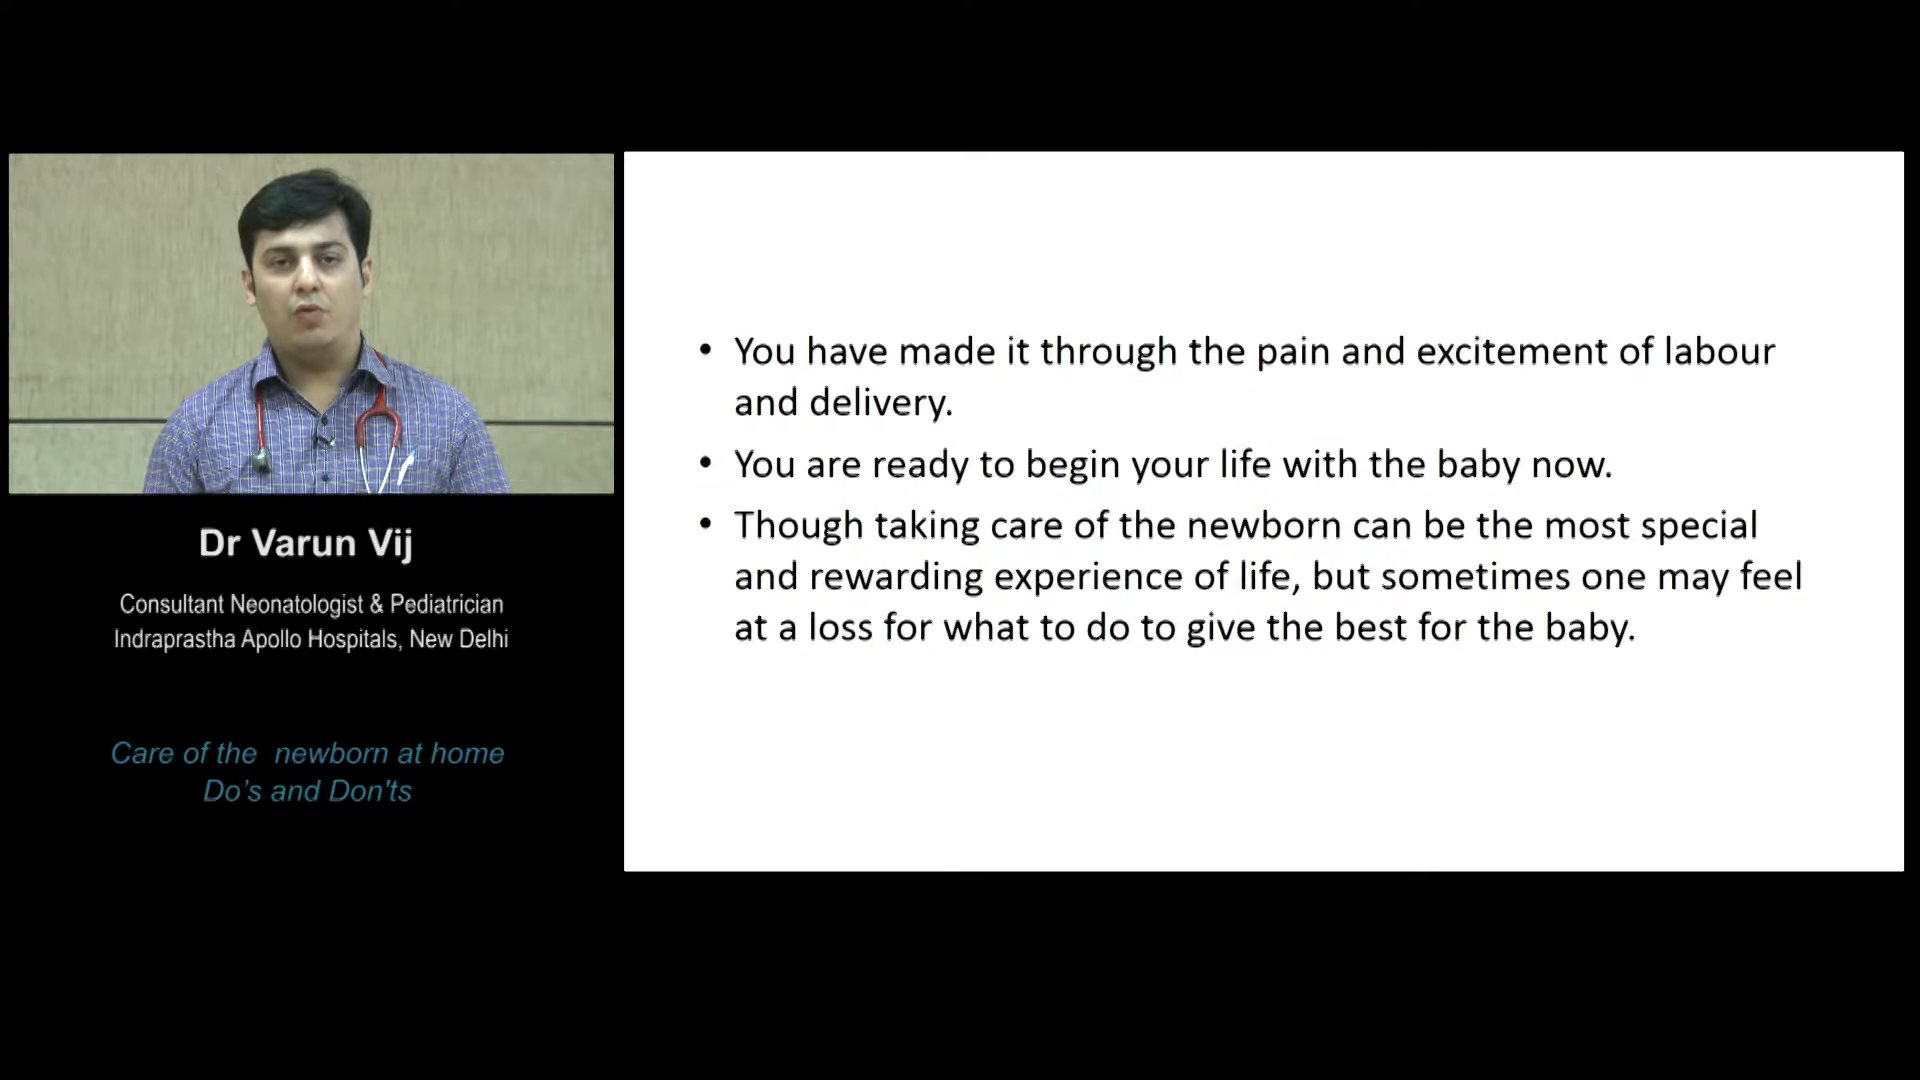 Dr Varun Vij
Consultant Neonatologist & Pediatrician
Indraprastha Apollo Hospitals, New Delhi
Care of the newborn at home
Do’s and Don'ts
• You have made it through the pain and excitement of labour
and delivery.
• You are ready to begin your life with the baby now.
• Though taking care of the newborn can be the most special
and rewarding experience of life, but sometimes one may feel
at a loss for what to do to give the best for the baby.